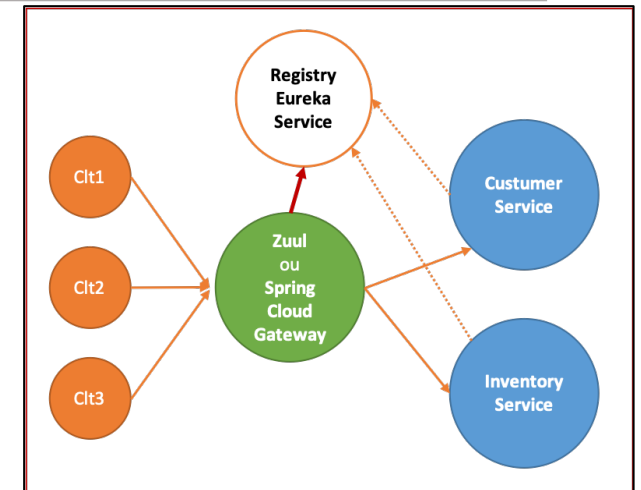 Registry
Eureka
Service
Clt1
Clt2
Clt3
Zuul
ou
Spring
Cloud
Gateway
Custumer
Service
Inventory
Service